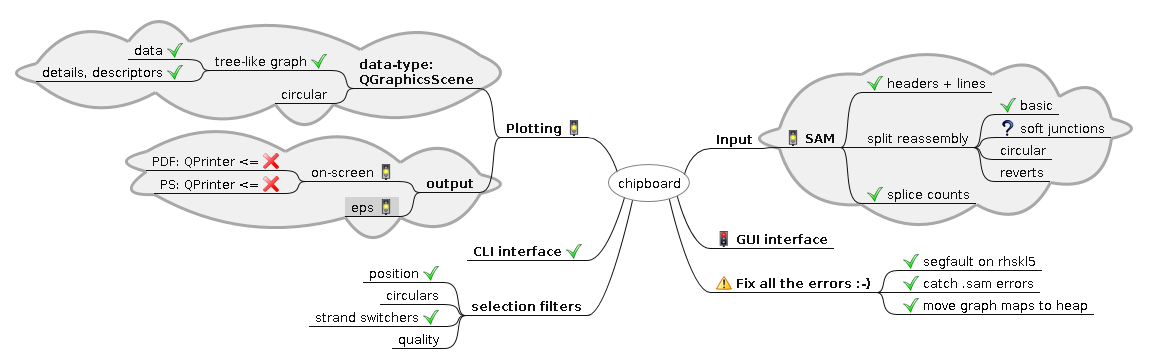 data
details, descriptors
tree-like graph
circular
data-type:
QGraphicsScene
Plotting
PDF: QPrinter <=
PS: QPrinter <=
on-screen
eps
output
CLI interface
position
circulars
strand switchers
quality
selection filters
chipboard
Input
SAM
headers + lines
split reassembly
basic
? soft junctions
circular
reverts
splice counts
GUI interface
Fix all the errors :-)
segfault on rhskl5
catch .sam errors
move graph maps to heap